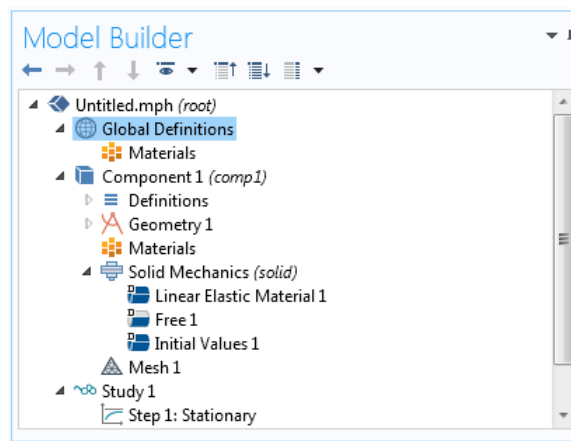 Model Builder
Untitled.mph (root)
Global Definitions
Materials
Component 1 (comp1)
Definitions
Geometry 1
Materials
Solid Mechanics (solid)
Linear Elastic Material 1
Free 1
Initial Values 1
Mesh 1
Study 1
Step 1: Stationary